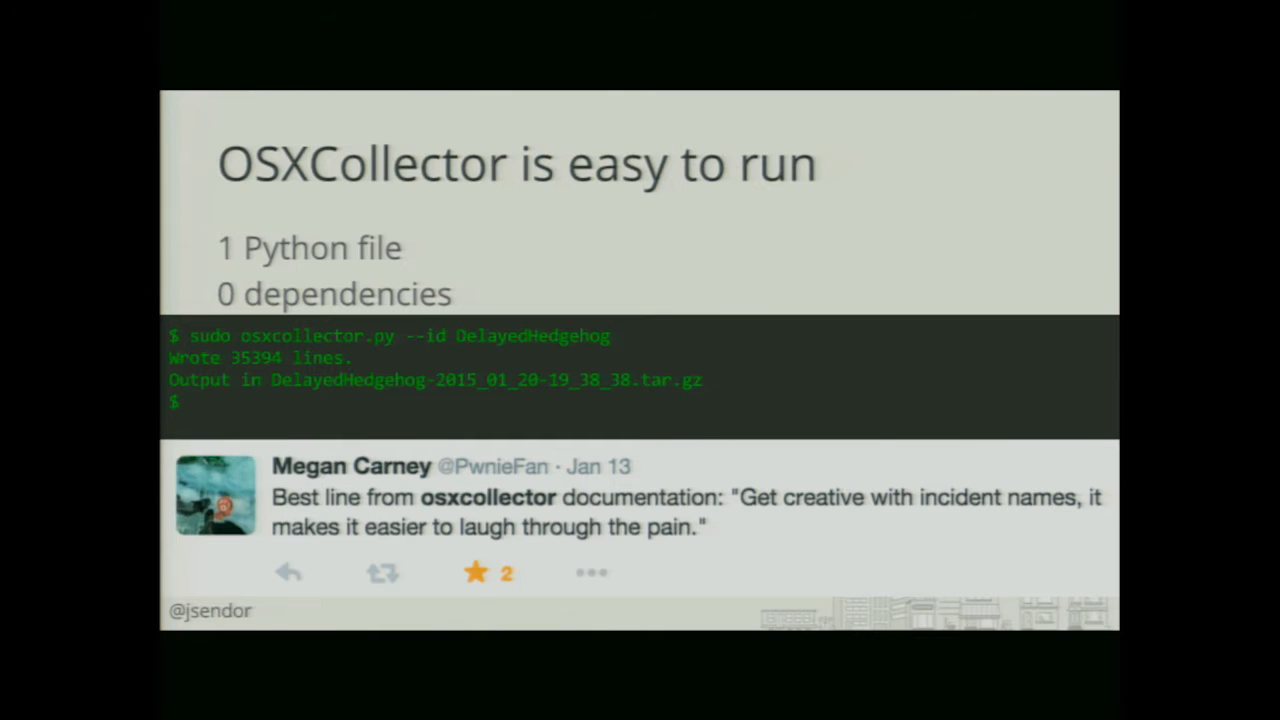 OSXCollector is easy to run
1 Python file
0 dependencies
$ sudo osxcollector.py --id DelayedHedgehog
Wrote 35394 lines.
Output in DelayedHedgehog-2015_01_20-19_38_38.tar.gz
$
Megan Carney @PwnieFan · Jan 13
Best line from osxcollector documentation: "Get creative with incident names, it
makes it easier to laugh through the pain."
2
@jsendor